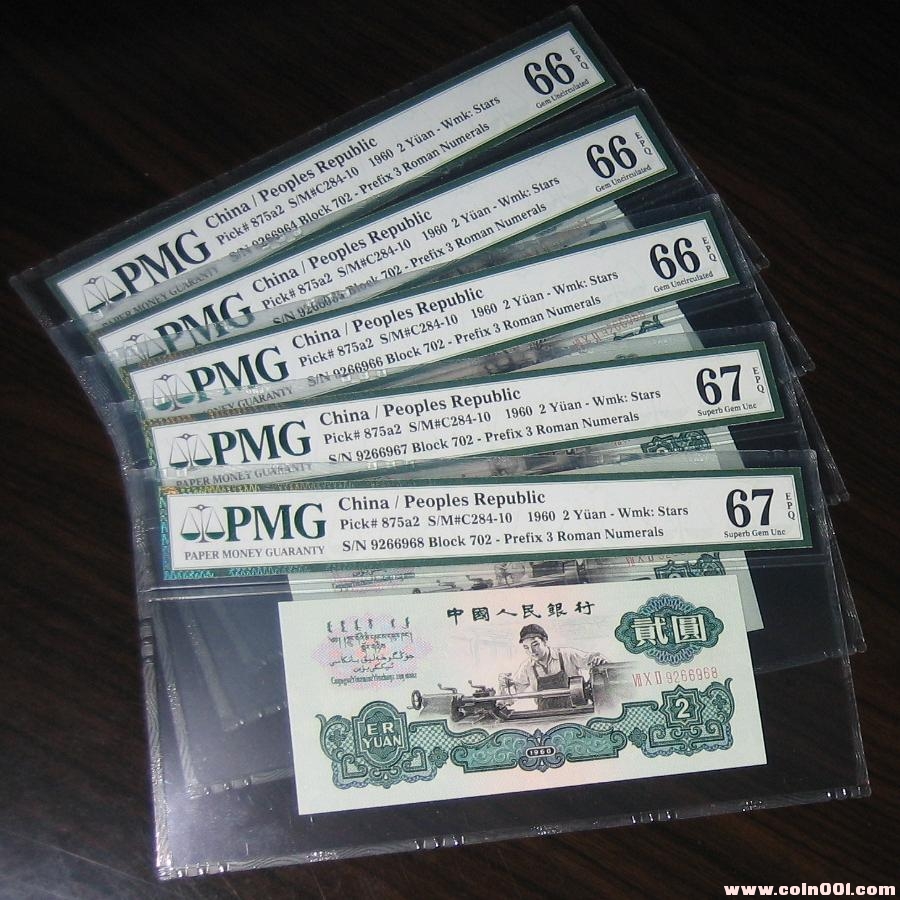 66 EPQ
Gem Uncirculated
China / Peoples Republic
Pick# 875a2 S/M#C284-10 1960 2 Yüan - Wmk: Stars
S/N 9266964 Block 702 - Prefix 3 Roman Numerals
PMG
PAPER MONEY GUARANTY
66 EPQ
Gem Uncirculated
China / Peoples Republic
Pick# 875a2 S/M#C284-10 1960 2 Yüan - Wmk: Stars
S/N Block 702 - Prefix 3 Roman Numerals
PMG
66 EPQ
Gem Uncirculated
China / Peoples Republic
Pick# 875a2 S/M#C284-10 1960 2 Yüan - Wmk: Stars
S/N 9266966 Block 702 - Prefix 3 Roman Numerals
PMG
PAPER MONEY GUARANTY
67 EPQ
Superb Gem Unc
China / Peoples Republic
Pick# 875a2 S/M#C284-10 1960 2 Yüan - Wmk: Stars
S/N 9266967 Block 702 - Prefix 3 Roman Numerals
PMG
PAPER MONEY GUARANTY
67 EPQ
Superb Gem Unc
China / Peoples Republic
Pick# 875a2 S/M#C284-10 1960 2 Yüan - Wmk: Stars
S/N 9266968 Block 702 - Prefix 3 Roman Numerals
PMG
PAPER MONEY GUARANTY
中國人民銀行
貳圓
VII X II 9266968
ER
YUAN
1960
2
www.coin001.com